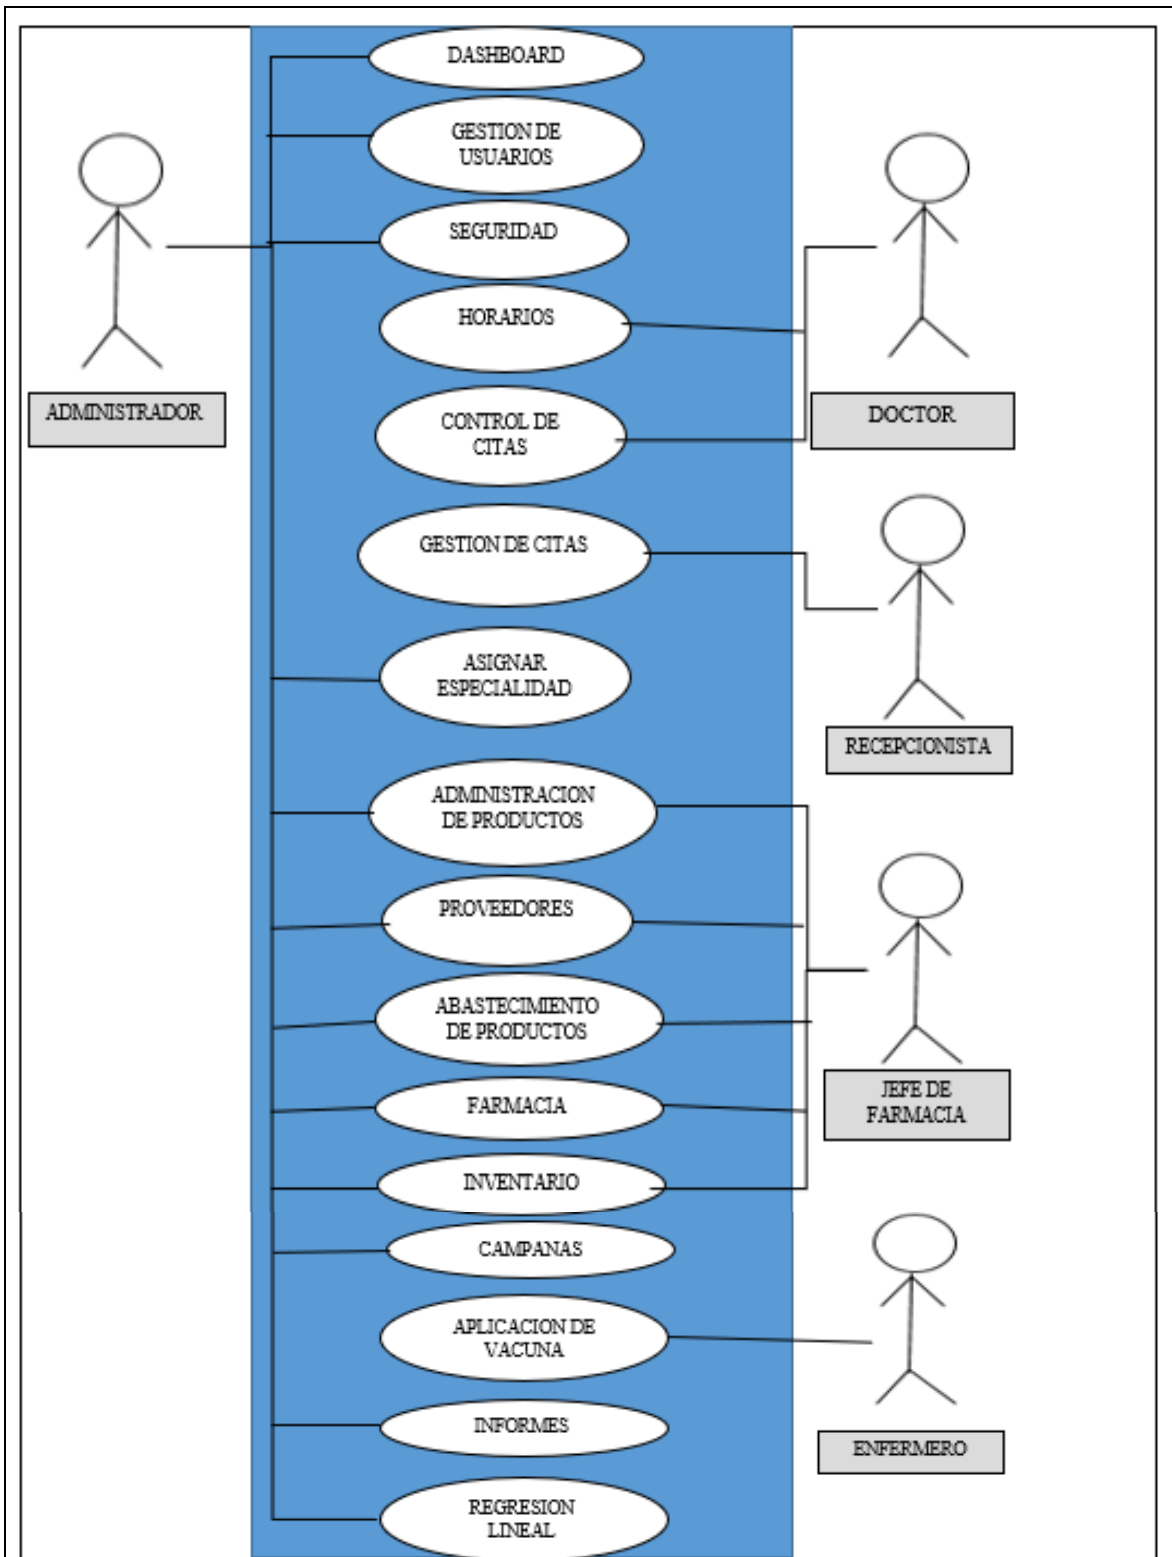 DASHBOARD
GESTION DE
USUARIOS
SEGURIDAD
HORARIOS
ADMINISTRADOR
DOCTOR
CONTROL DE
CITAS
GESTION DE CITAS
ASIGNAR
ESPECIALIDAD
RECEPCIONISTA
ADMINISTRACION
DE PRODUCTOS
PROVEEDORES
ABASTECIMIENTO
DE PRODUCTOS
FARMACIA
JEFE DE
FARMACIA
INVENTARIO
CAMPANAS
APLICACION DE
VACUNA
INFORMES
ENFERMERO
REGRESION
LINEAL